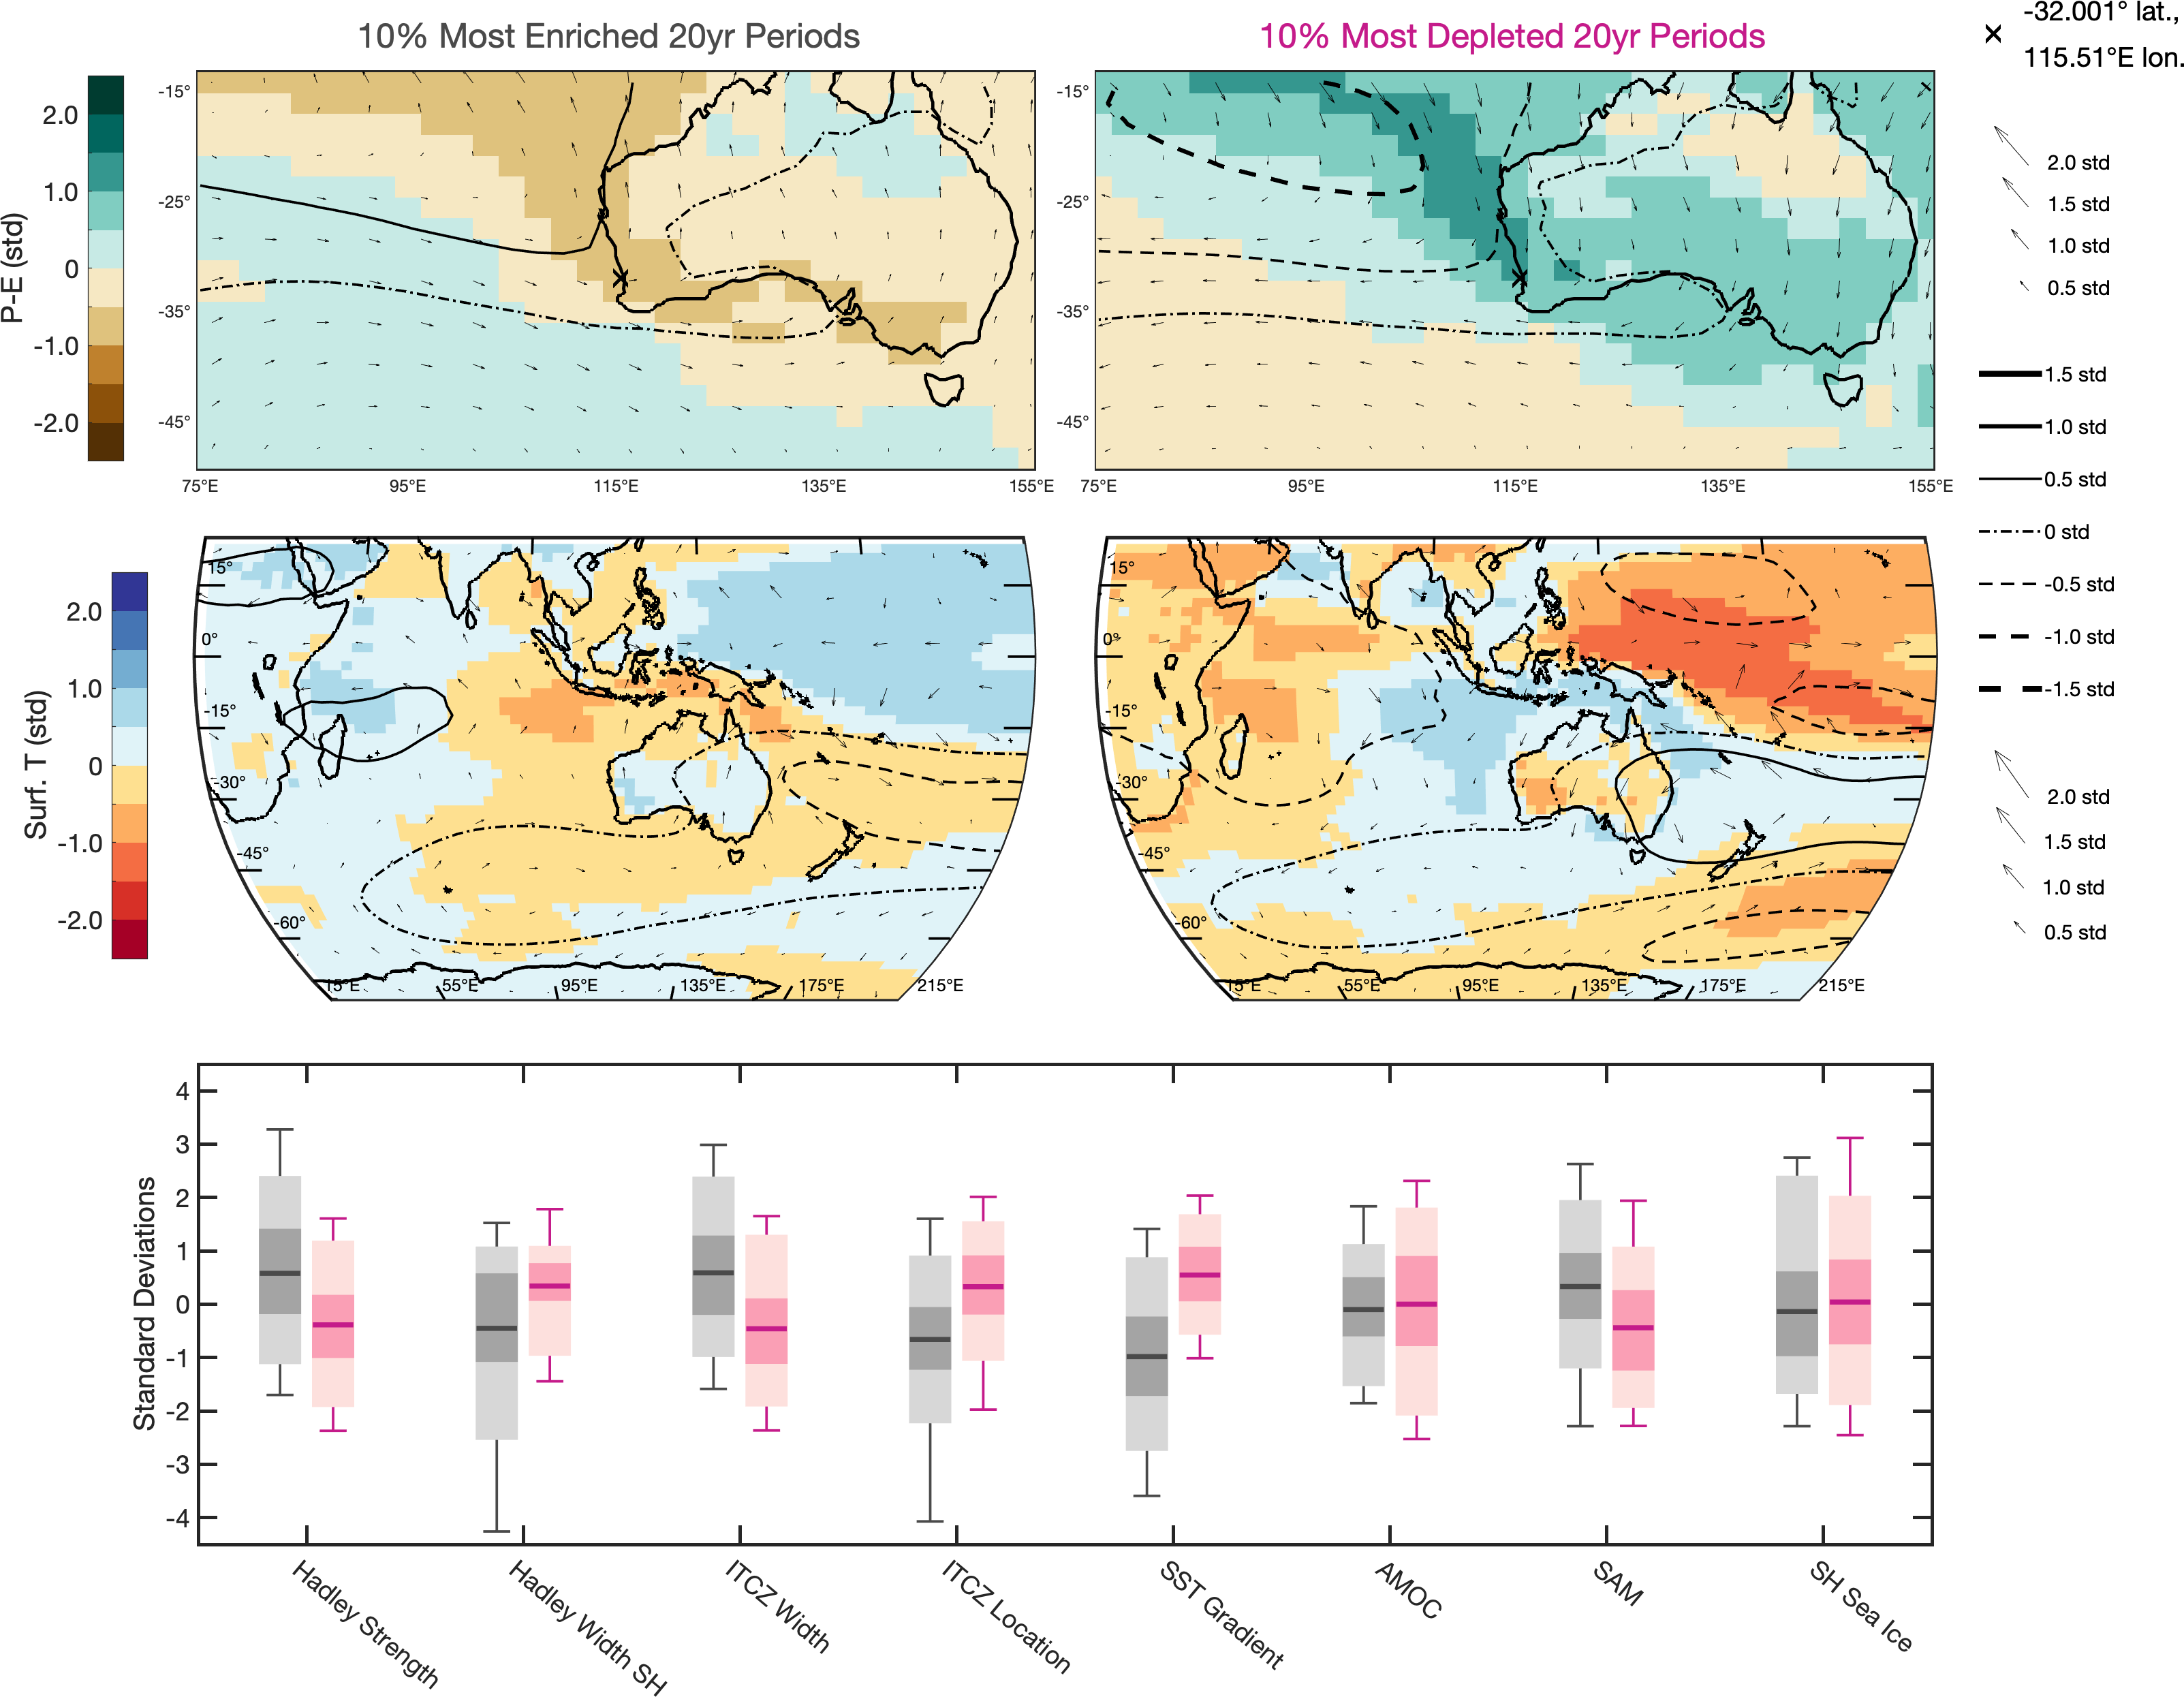 10% Most Enriched 20yr Periods
10% Most Depleted 20yr Periods
-32.001° lat.,
115.51°E lon.
P-E (std)
2.0
1.0
0
-1.0
-2.0
-15°
-25°
-35°
-45°
75°E
95°E
115°E
135°E
155°E
-15°
-25°
-35°
-45°
75°E
95°E
115°E
135°E
155°E
2.0 std
1.5 std
1.0 std
0.5 std
1.5 std
1.0 std
0.5 std
0 std
-0.5 std
-1.0 std
-1.5 std
2.0 std
1.5 std
1.0 std
0.5 std
Surf. T (std)
2.0
1.0
0
-1.0
-2.0
15°
0°
-15°
-30°
-45°
-60°
15°E
55°E
95°E
135°E
175°E
215°E
15°
0°
-15°
-30°
-45°
-60°
15°E
55°E
95°E
135°E
175°E
215°E
Standard Deviations
4
3
2
1
0
-1
-2
-3
-4
Hadley Strength
Hadley Width SH
ITCZ Width
ITCZ Location
SST Gradient
AMOC
SAM
SH Sea Ice